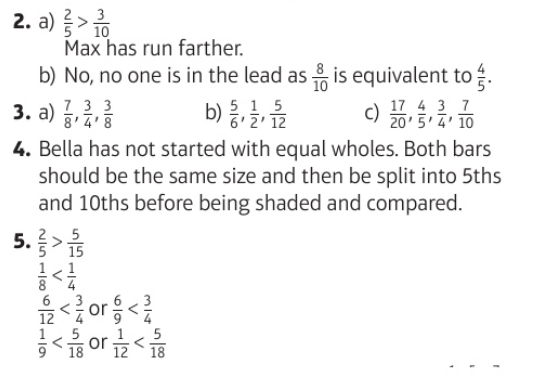 2. a) 2/5 > 3/10
Max has run farther.
b) No, no one is in the lead as 8/10 is equivalent to 4/5.
3. a) 7/8, 3/4, 3/8 b) 5/6, 1/2, 5/12 c) 17/20, 4/5, 3/4, 7/10
4. Bella has not started with equal wholes. Both bars
should be the same size and then be split into 5ths
and 10ths before being shaded and compared.
5. 2/5 > 5/15
1/8 < 1/4
6/12 < 3/4 or 6/9 < 3/4
1/9 < 5/18 or 1/12 < 5/18